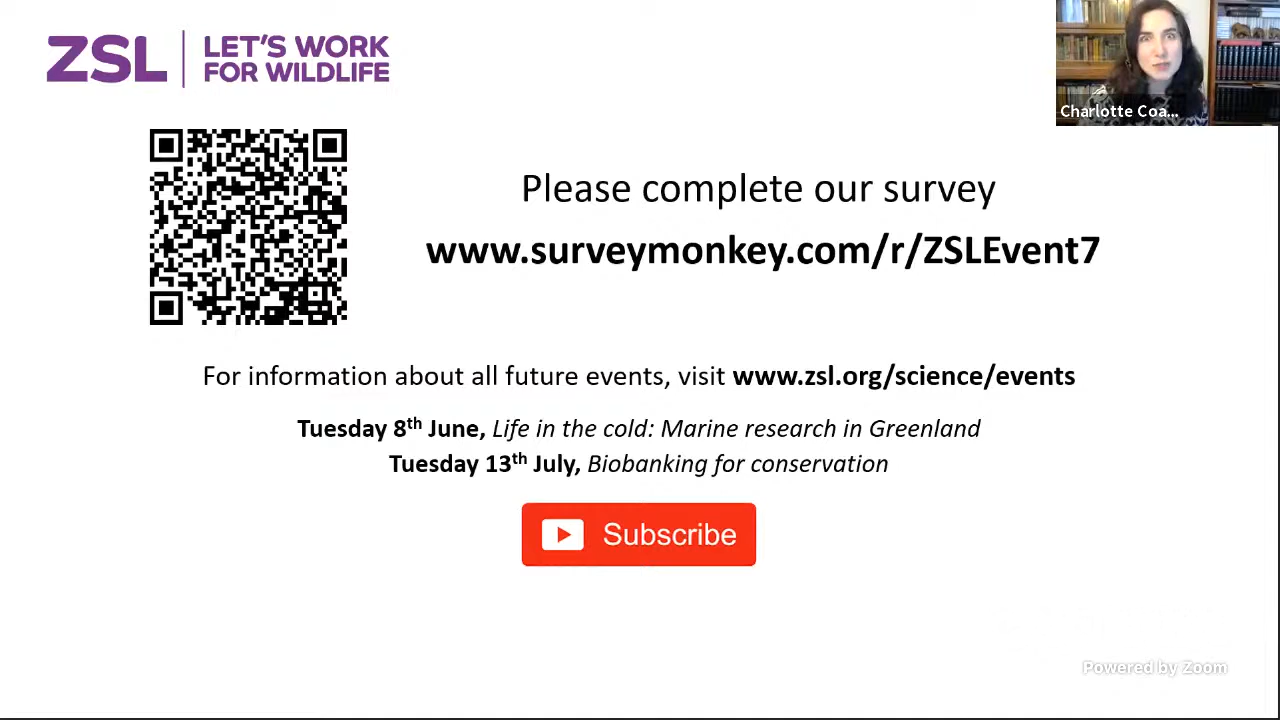 ZSL
LET'S WORK
FOR WILDLIFE
Charlotte Coa...
Please complete our survey
www.surveymonkey.com/r/ZSLEvent7
For information about all future events, visit www.zsl.org/science/events
Tuesday 8th June, Life in the cold: Marine research in Greenland
Tuesday 13th July, Biobanking for conservation
Subscribe
Powered by Zoom